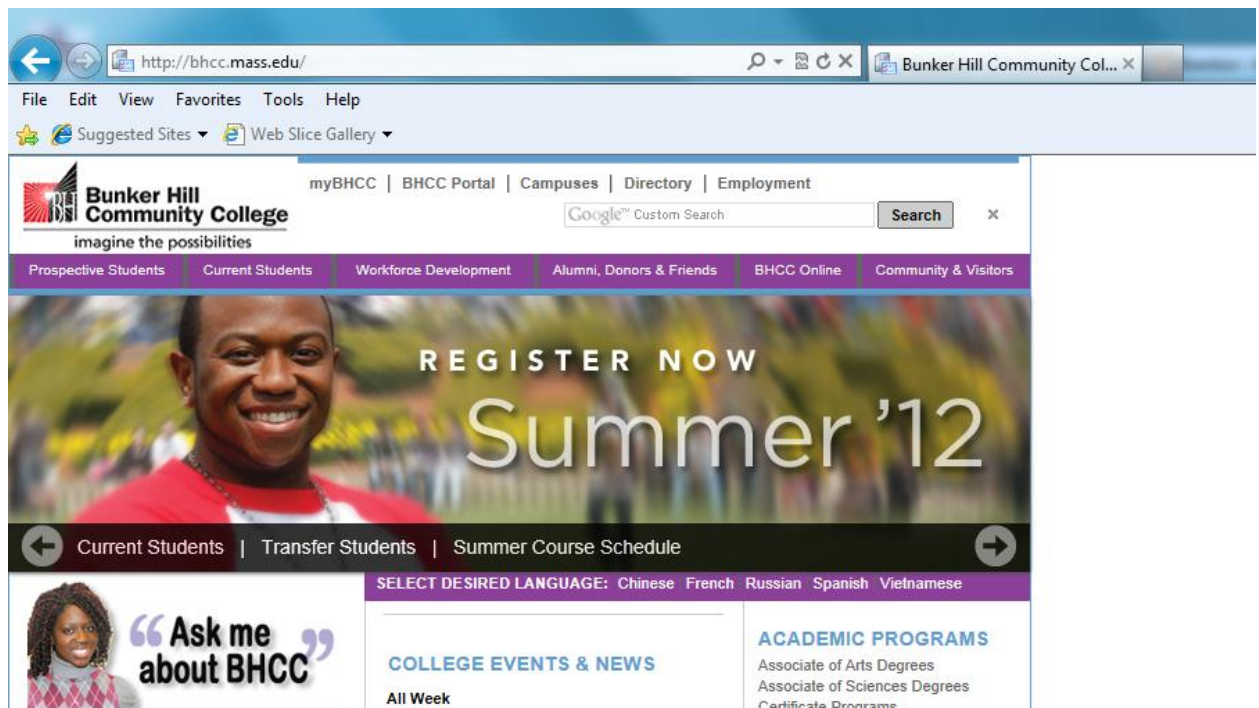 http://bhcc.mass.edu/
Bunker Hill Community Col...
File Edit View Favorites Tools Help
Suggested Sites Web Slice Gallery
myBHCC | BHCC Portal | Campuses | Directory | Employment
BH
Bunker Hill
Community College
imagine the possibilities
Google™ Custom Search
Search
Prospective Students Current Students Workforce Development Alumni, Donors & Friends BHCC Online Community & Visitors
REGISTER NOW
Summer '12
Current Students | Transfer Students | Summer Course Schedule
SELECT DESIRED LANGUAGE: Chinese French Russian Spanish Vietnamese
“Ask me
about BHCC”
COLLEGE EVENTS & NEWS
All Week
ACADEMIC PROGRAMS
Associate of Arts Degrees
Associate of Sciences Degrees
Certificate Programs